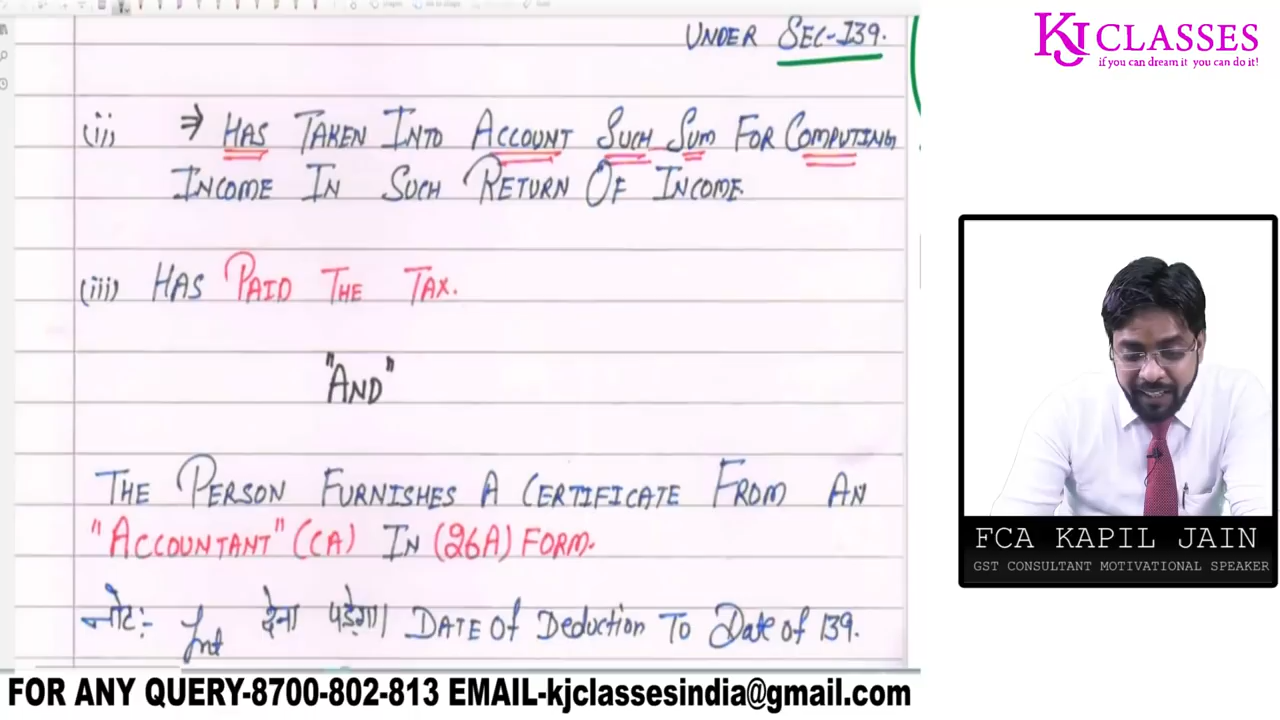 UNDER SEC-139.
(ii) ⇒ HAS TAKEN INTO ACCOUNT SUCH SUM FOR COMPUTING
INCOME IN SUCH RETURN OF INCOME.
(iii) HAS PAID THE TAX.
"AND"
THE PERSON FURNISHES A CERTIFICATE FROM AN
"ACCOUNTANT" (CA) IN (26A) FORM.
नोट:- Int देना पड़ेगा। DATE OF Deduction TO Date of 139.
KJ CLASSES
if you can dream it you can do it!
FCA KAPIL JAIN
GST CONSULTANT MOTIVATIONAL SPEAKER
FOR ANY QUERY-8700-802-813 EMAIL-kjclassesindia@gmail.com